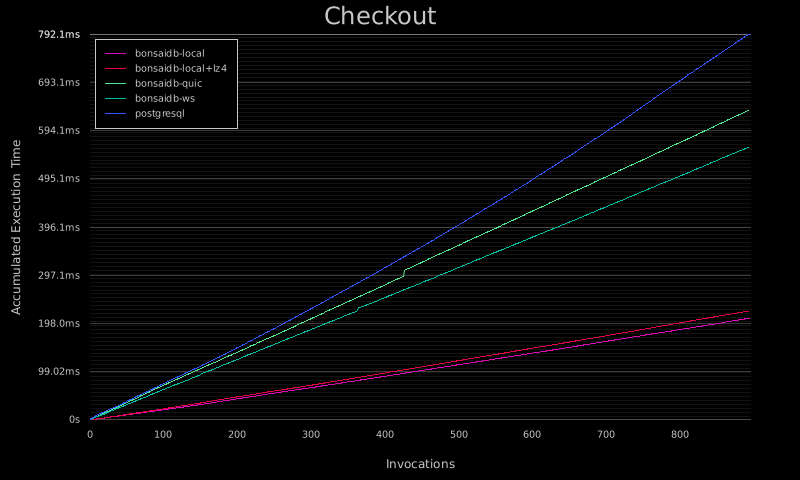 Checkout
792.1ms
693.1ms
594.1ms
495.1ms
396.1ms
297.1ms
198.0ms
99.02ms
0s
bonsaidb-local
bonsaidb-local+lz4
bonsaidb-quic
bonsaidb-ws
postgresql
Accumulated Execution Time
0 100 200 300 400 500 600 700 800
Invocations